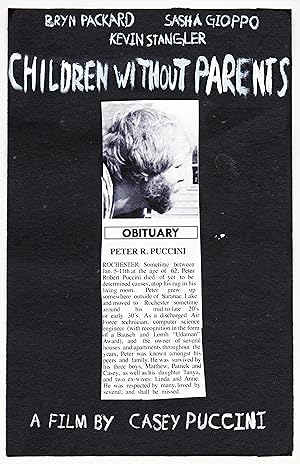 BRYN PACKARD SASHA GIOPPO
KEVIN STANGLER
CHILDREN WITHOUT PARENTS
OBITUARY
PETER R. PUCCINI
ROCHESTER: Sometime between
Jan. 5-11th at the age of 62, Peter
Robert Puccini died of yet to be
determined causes, atop his rug in his
living room. Peter grew up
somewhere outside of Saranac Lake
and moved to Rochester sometime
around his mid-to-late 20's
or early 30's. As a discharged Air
Force technician, computer science
engineer (with recognition in the form
of a Bausch and Lomb "Udaman"
Award), and the owner of several
houses and apartments throughout the
years, Peter was known amongst his
peers and family. He was survived by
his three boys, Matthew, Patrick and
Casey, as well as his daughter Tanya,
and two ex-wives: Linda and Anne.
He was respected by many, loved by
several, and shall be missed.
A FILM BY CASEY PUCCINI